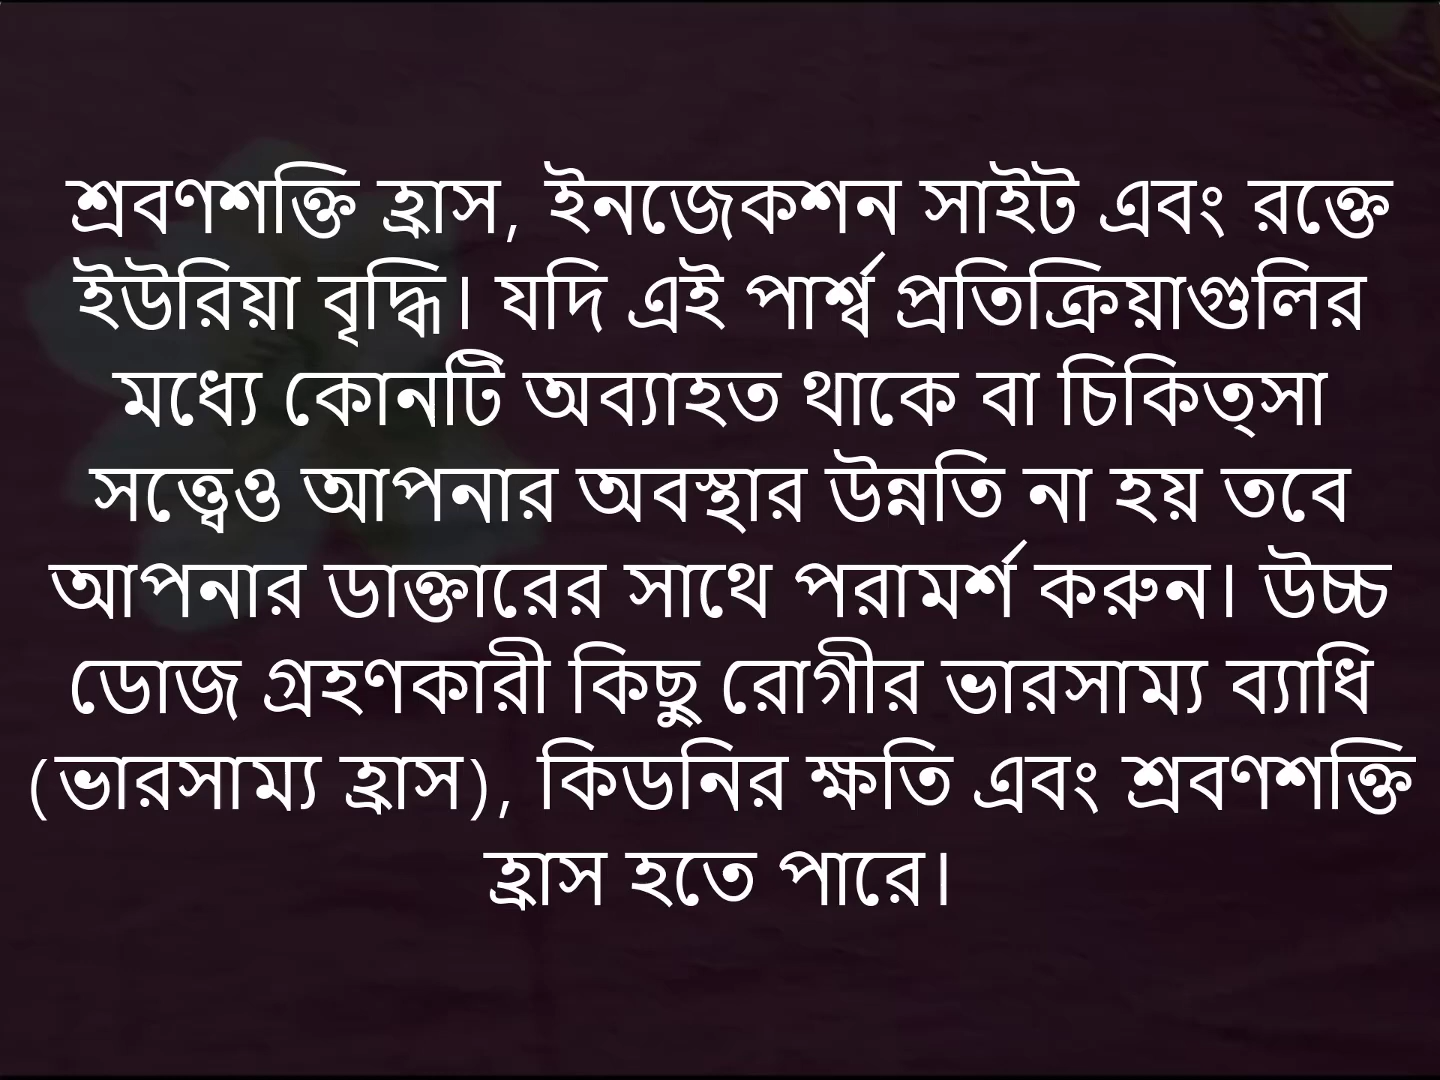 শ্রবণশক্তি হ্রাস, ইনজেকশন সাইট এবং রক্তে
ইউরিয়া বৃদ্ধি। যদি এই পার্শ্ব প্রতিক্রিয়াগুলির
মধ্যে কোনটি অব্যাহত থাকে বা চিকিত্সা
সত্ত্বেও আপনার অবস্থার উন্নতি না হয় তবে
আপনার ডাক্তারের সাথে পরামর্শ করুন। উচ্চ
ডোজ গ্রহণকারী কিছু রোগীর ভারসাম্য ব্যাধি
(ভারসাম্য হ্রাস), কিডনির ক্ষতি এবং শ্রবণশক্তি
হ্রাস হতে পারে।